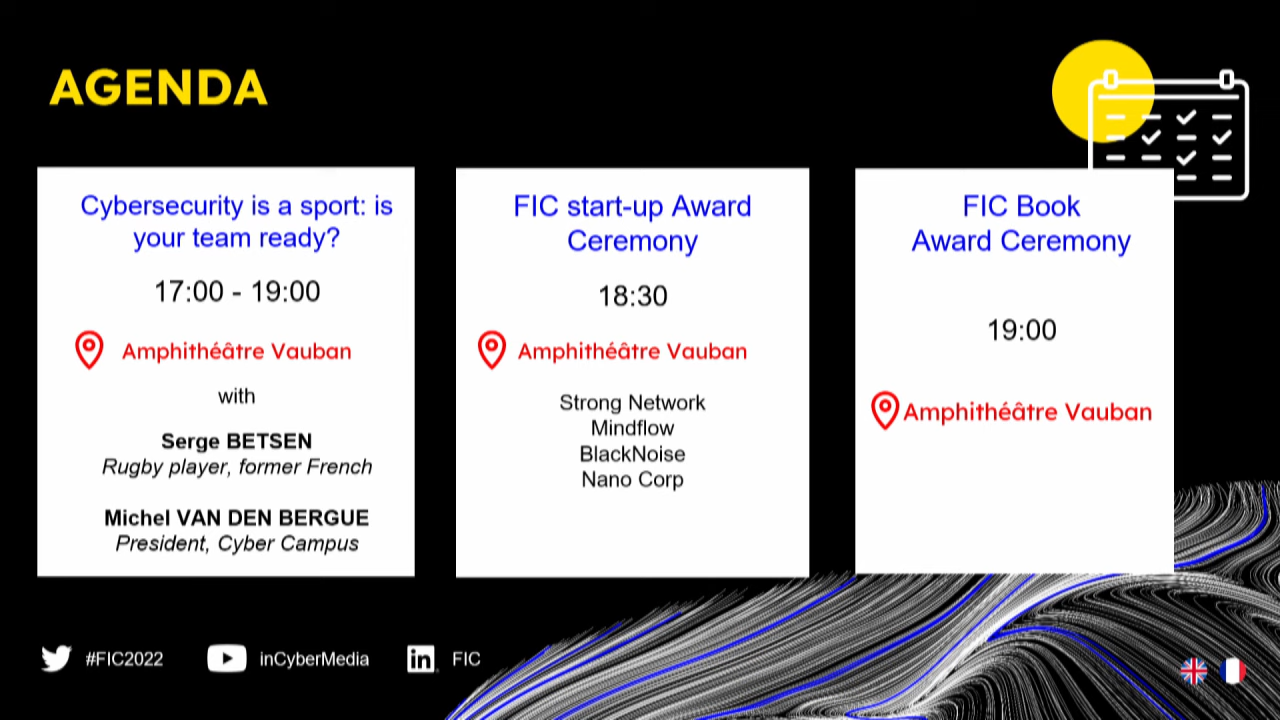 AGENDA
Cybersecurity is a sport: is
your team ready?
17:00 - 19:00
Amphithéâtre Vauban
with
Serge BETSEN
Rugby player, former French
Michel VAN DEN BERGUE
President, Cyber Campus
FIC start-up Award
Ceremony
18:30
Amphithéâtre Vauban
Strong Network
Mindflow
BlackNoise
Nano Corp
FIC Book
Award Ceremony
19:00
Amphithéâtre Vauban
#FIC2022
inCyberMedia
in
FIC